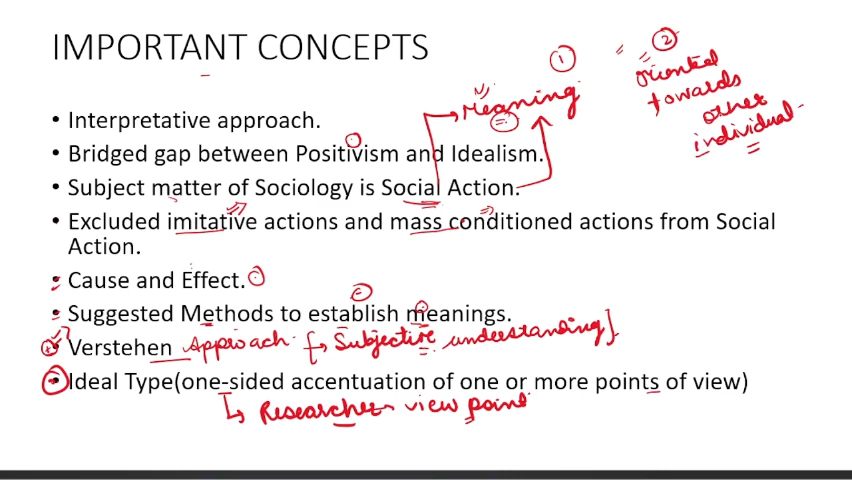 IMPORTANT CONCEPTS
① ②
Meaning
oriented
towards
other
individual
• Interpretative approach.
• Bridged gap between Positivism and Idealism.
• Subject matter of Sociology is Social Action.
• Excluded imitative actions and mass conditioned actions from Social
Action.
• Cause and Effect.
• Suggested Methods to establish meanings.
• Verstehen Approach. [→ Subjective understanding]
• Ideal Type(one-sided accentuation of one or more points of view)
↳ Researcher view point